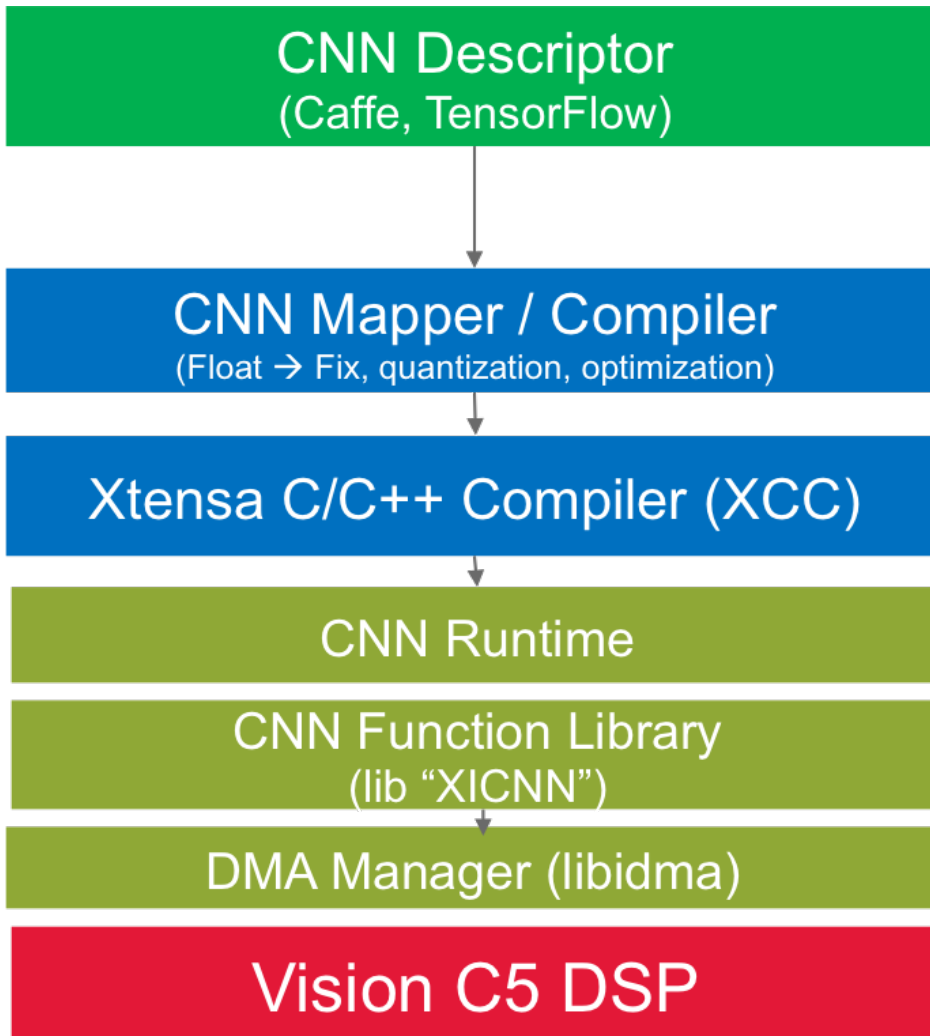 CNN Descriptor
(Caffe, TensorFlow)
CNN Mapper / Compiler
(Float → Fix, quantization, optimization)
Xtensa C/C++ Compiler (XCC)
CNN Runtime
CNN Function Library
(lib “XICNN”)
DMA Manager (libidma)
Vision C5 DSP